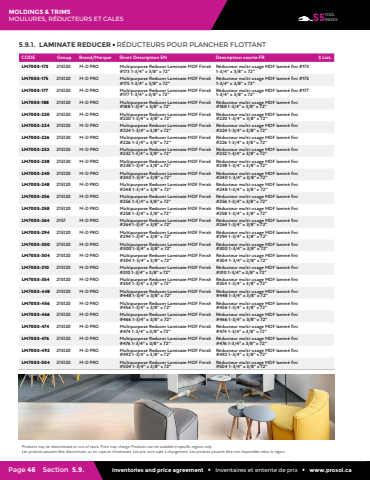 MOLDINGS & TRIMS
MOULURES, RÉDUCTEURS ET CALES
5.9.1. LAMINATE REDUCER • RÉDUCTEURS POUR PLANCHER FLOTTANT
CODE Group. Brand|Marque Short Description EN Description courte FR $ List.
LM7003-173 215120 M-D PRO Multipurpose Reducer Laminate MDF Finish Réducteur multi-usage MDF laminé fini #173
#173 1-3/4" x 3/8" x 72" 1-3/4" x 3/8" x 72"
LM7003-175 215120 M-D PRO Multipurpose Reducer Laminate MDF Finish Réducteur multi-usage MDF laminé fini #175
#175 1-3/4" x 3/8" x 72" 1-3/4" x 3/8" x 72"
LM7003-177 215120 M-D PRO Multipurpose Reducer Laminate MDF Finish Réducteur multi-usage MDF laminé fini #177
#177 1-3/4" x 3/8" x 72" 1-3/4" x 3/8" x 72"
LM7003-188 215120 M-D PRO Multipurpose Reducer Laminate MDF Finish Réducteur multi-usage MDF laminé fini
#188 1-3/4" x 3/8" x 72" #188 1-3/4" x 3/8" x 72"
LM7003-220 215120 M-D PRO Multipurpose Reducer Laminate MDF Finish Réducteur multi-usage MDF laminé fini
#220 1-3/4" x 3/8" x 72" #220 1-3/4" x 3/8" x 72"
LM7003-224 215120 M-D PRO Multipurpose Reducer Laminate MDF Finish Réducteur multi-usage MDF laminé fini
#224 1-3/4" x 3/8" x 72" #224 1-3/4" x 3/8" x 72"
LM7003-226 215120 M-D PRO Multipurpose Reducer Laminate MDF Finish Réducteur multi-usage MDF laminé fini
#226 1-3/4" x 3/8" x 72" #226 1-3/4" x 3/8" x 72"
LM7003-232 215120 M-D PRO Multipurpose Reducer Laminate MDF Finish Réducteur multi-usage MDF laminé fini
#232 1-3/4" x 3/8" x 72" #232 1-3/4" x 3/8" x 72"
LM7003-238 215120 M-D PRO Multipurpose Reducer Laminate MDF Finish Réducteur multi-usage MDF laminé fini
#238 1-3/4" x 3/8" x 72" #238 1-3/4" x 3/8" x 72"
LM7003-240 215120 M-D PRO Multipurpose Reducer Laminate MDF Finish Réducteur multi-usage MDF laminé fini
#240 1-3/4" x 3/8" x 72" #240 1-3/4" x 3/8" x 72"
LM7003-248 215120 M-D PRO Multipurpose Reducer Laminate MDF Finish Réducteur multi-usage MDF laminé fini
#248 1-3/4" x 3/8" x 72" #248 1-3/4" x 3/8" x 72"
LM7003-256 215120 M-D PRO Multipurpose Reducer Laminate MDF Finish Réducteur multi-usage MDF laminé fini
#256 1-3/4" x 3/8" x 72" #256 1-3/4" x 3/8" x 72"
LM7003-258 215120 M-D PRO Multipurpose Reducer Laminate MDF Finish Réducteur multi-usage MDF laminé fini
#258 1-3/4" x 3/8" x 72" #258 1-3/4" x 3/8" x 72"
LM7003-264 2157 M-D PRO Multipurpose Reducer Laminate MDF Finish Réducteur multi-usage MDF laminé fini
#264 1-3/4" x 3/8" x 72" #264 1-3/4" x 3/8" x 72"
LM7003-294 215120 M-D PRO Multipurpose Reducer Laminate MDF Finish Réducteur multi-usage MDF laminé fini
#294 1-3/4" x 3/8" x 72" #294 1-3/4" x 3/8" x 72"
LM7003-300 215120 M-D PRO Multipurpose Reducer Laminate MDF Finish Réducteur multi-usage MDF laminé fini
#300 1-3/4" x 3/8" x 72" #300 1-3/4" x 3/8" x 72"
LM7003-304 215120 M-D PRO Multipurpose Reducer Laminate MDF Finish Réducteur multi-usage MDF laminé fini
#304 1-3/4" x 3/8" x 72" #304 1-3/4" x 3/8" x 72"
LM7003-310 215120 M-D PRO Multipurpose Reducer Laminate MDF Finish Réducteur multi-usage MDF laminé fini
#310 1-3/4" x 3/8" x 72" #310 1-3/4" x 3/8" x 72"
LM7003-354 215120 M-D PRO Multipurpose Reducer Laminate MDF Finish Réducteur multi-usage MDF laminé fini
#354 1-3/4" x 3/8" x 72" #354 1-3/4" x 3/8" x 72"
LM7003-448 215120 M-D PRO Multipurpose Reducer Laminate MDF Finish Réducteur multi-usage MDF laminé fini
#448 1-3/4" x 3/8" x 72" #448 1-3/4" x 3/8" x 72"
LM7003-456 215120 M-D PRO Multipurpose Reducer Laminate MDF Finish Réducteur multi-usage MDF laminé fini
#456 1-3/4" x 3/8" x 72" #456 1-3/4" x 3/8" x 72"
LM7003-466 215120 M-D PRO Multipurpose Reducer Laminate MDF Finish Réducteur multi-usage MDF laminé fini
#466 1-3/4" x 3/8" x 72" #466 1-3/4" x 3/8" x 72"
LM7003-474 215120 M-D PRO Multipurpose Reducer Laminate MDF Finish Réducteur multi-usage MDF laminé fini
#474 1-3/4" x 3/8" x 72" #474 1-3/4" x 3/8" x 72"
LM7003-476 215120 M-D PRO Multipurpose Reducer Laminate MDF Finish Réducteur multi-usage MDF laminé fini
#476 1-3/4" x 3/8" x 72" #476 1-3/4" x 3/8" x 72"
LM7003-492 215120 M-D PRO Multipurpose Reducer Laminate MDF Finish Réducteur multi-usage MDF laminé fini
#492 1-3/4" x 3/8" x 72" #492 1-3/4" x 3/8" x 72"
LM7003-504 215120 M-D PRO Multipurpose Reducer Laminate MDF Finish Réducteur multi-usage MDF laminé fini
#504 1-3/4" x 3/8" x 72" #504 1-3/4" x 3/8" x 72"
Products may be discontinued or out of stock. Price may change. Products can be available in specific regions only.
Les produits peuvent être discontinués ou en rupture d'inventaire. Les prix sont sujet à changement. Les produits peuvent être non disponibles selon la région.
Page 46 Section 5.9. Inventories and price agreement • Inventaires et entente de prix • www.prosol.ca